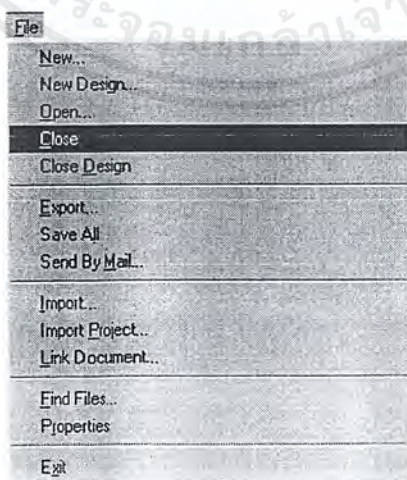 File
New...
New Design...
Open...
Close
Close Design
Export...
Save All
Send By Mail...
Import...
Import Project...
Link Document...
Find Files...
Properties
Exit